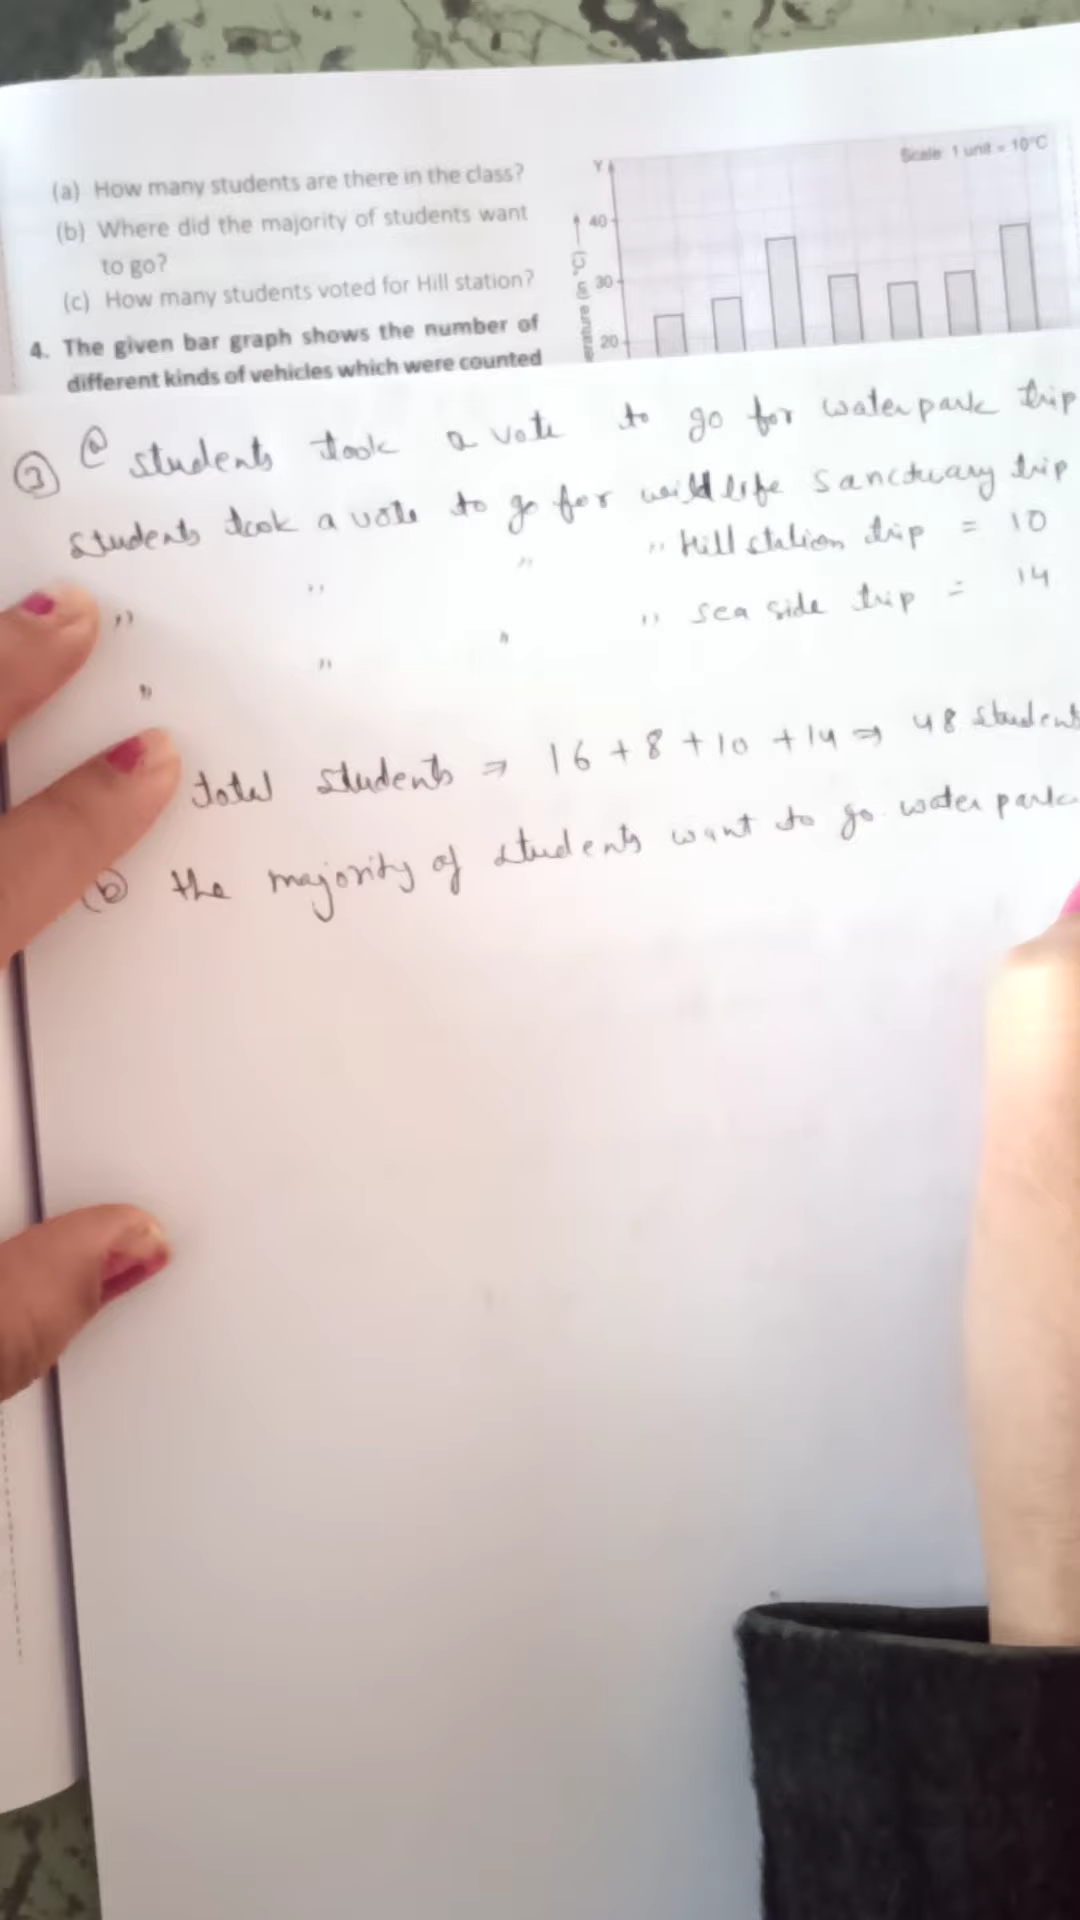 (a) How many students are there in the class?
(b) Where did the majority of students want
to go?
(c) How many students voted for Hill station?
4. The given bar graph shows the number of
different kinds of vehicles which were counted
Scale 1 unit = 10°C
Y
40
30
20
3 (a) students took a vote to go for waterpark trip
students took a vote to go for wildlife sanctuary trip
" " " " Hill station trip = 10
" " " " sea side trip = 14
total students ⇒ 16 + 8 + 10 + 14 ⇒ 48 student
(b) the majority of students want to go water park